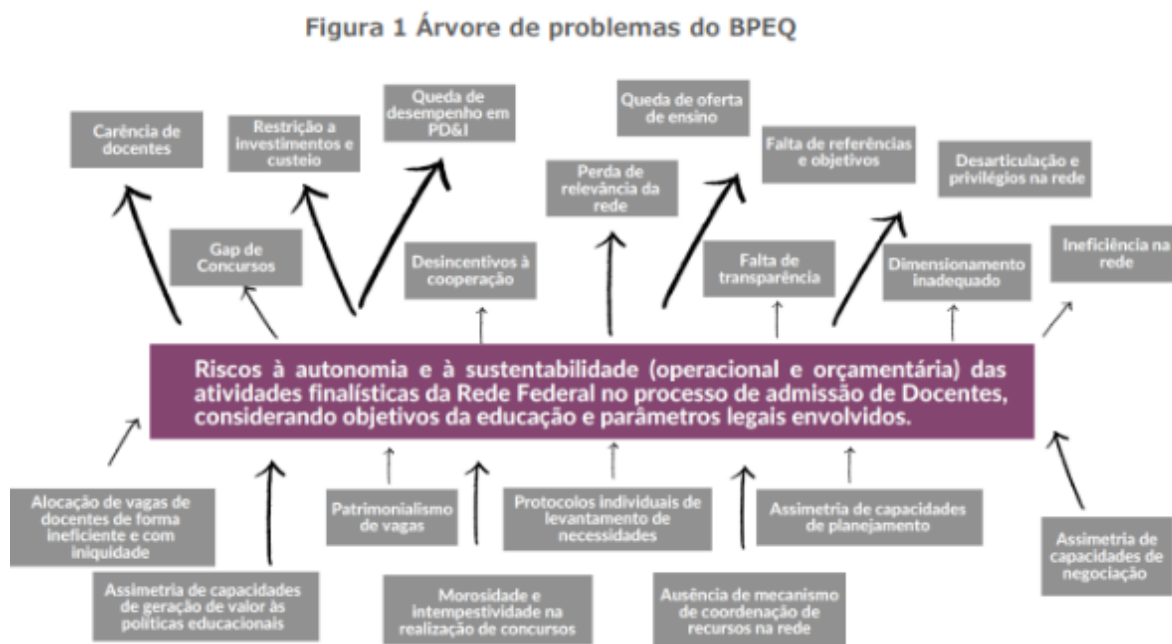 Figura 1 Árvore de problemas do BPEQ
Carência de
docentes
Restrição a
investimentos e
custeio
Queda de
desempenho em
PD&I
Queda de oferta
de ensino
Falta de referências
e objetivos
Desarticulação e
privilégios na rede
Perda de
relevância da
rede
Gap de
Concursos
Desincentivos à
cooperação
Falta de
transparência
Dimensionamento
inadequado
Ineficiência na
rede
Riscos à autonomia e à sustentabilidade (operacional e orçamentária) das
atividades finalísticas da Rede Federal no processo de admissão de Docentes,
considerando objetivos da educação e parâmetros legais envolvidos.
Alocação de vagas de
docentes de forma
ineficiente e com
iniquidade
Patrimonialismo
de vagas
Protocolos individuais de
levantamento de
necessidades
Assimetria de capacidades
de planejamento
Assimetria de
capacidades de
negociação
Assimetria de capacidades
de geração de valor às
políticas educacionais
Morosidade e
intempestividade na
realização de concursos
Ausência de mecanismo
de coordenação de
recursos na rede